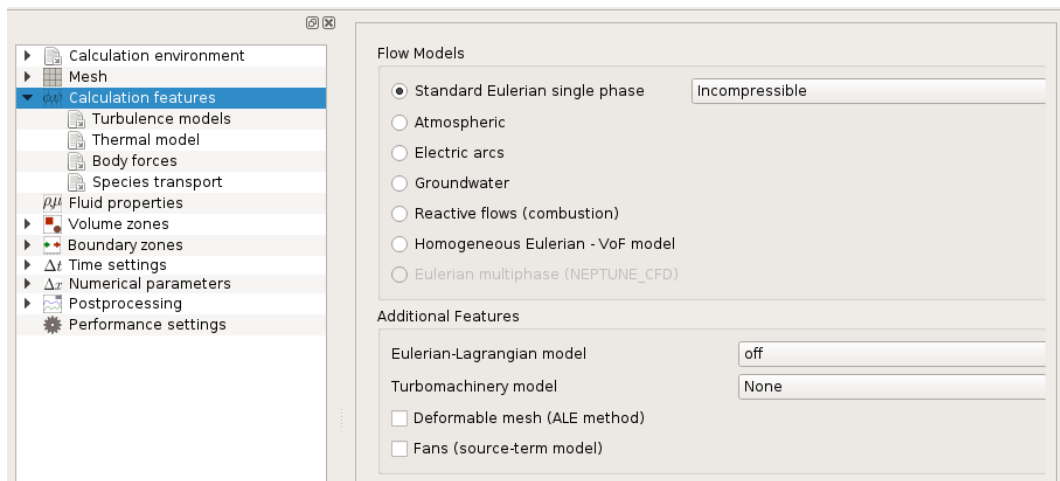 Calculation environment
Mesh
Calculation features
Turbulence models
Thermal model
Body forces
Species transport
ρ,μ Fluid properties
Volume zones
Boundary zones
Δt Time settings
Δx Numerical parameters
Postprocessing
Performance settings
Flow Models
Standard Eulerian single phase Incompressible
Atmospheric
Electric arcs
Groundwater
Reactive flows (combustion)
Homogeneous Eulerian - VoF model
Eulerian multiphase (NEPTUNE_CFD)
Additional Features
Eulerian-Lagrangian model off
Turbomachinery model None
Deformable mesh (ALE method)
Fans (source-term model)